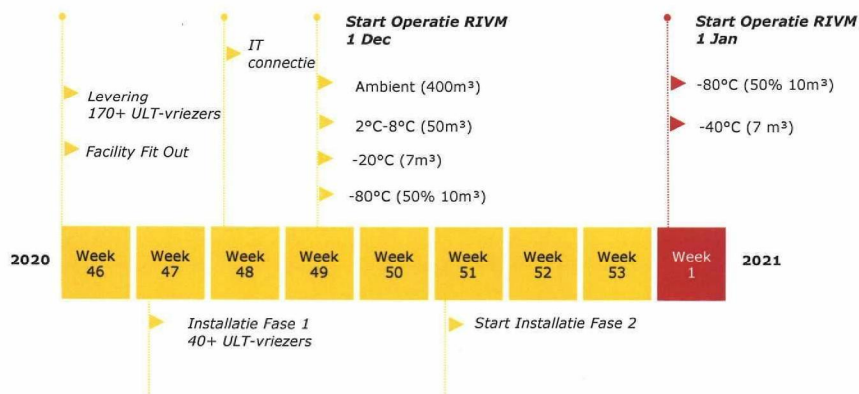 IT
connectie
Levering
170+ ULT-vriezers
Facility Fit Out
Start Operatie RIVM
1 Dec
Ambient (400m³)
2°C-8°C (50m³)
-20°C (7m³)
-80°C (50% 10m³)
Start Operatie RIVM
1 Jan
-80°C (50% 10m³)
-40°C (7 m³)
2020
Week
46
Week
47
Week
48
Week
49
Week
50
Week
51
Week
52
Week
53
Week
1
2021
Installatie Fase 1
40+ ULT-vriezers
Start Installatie Fase 2